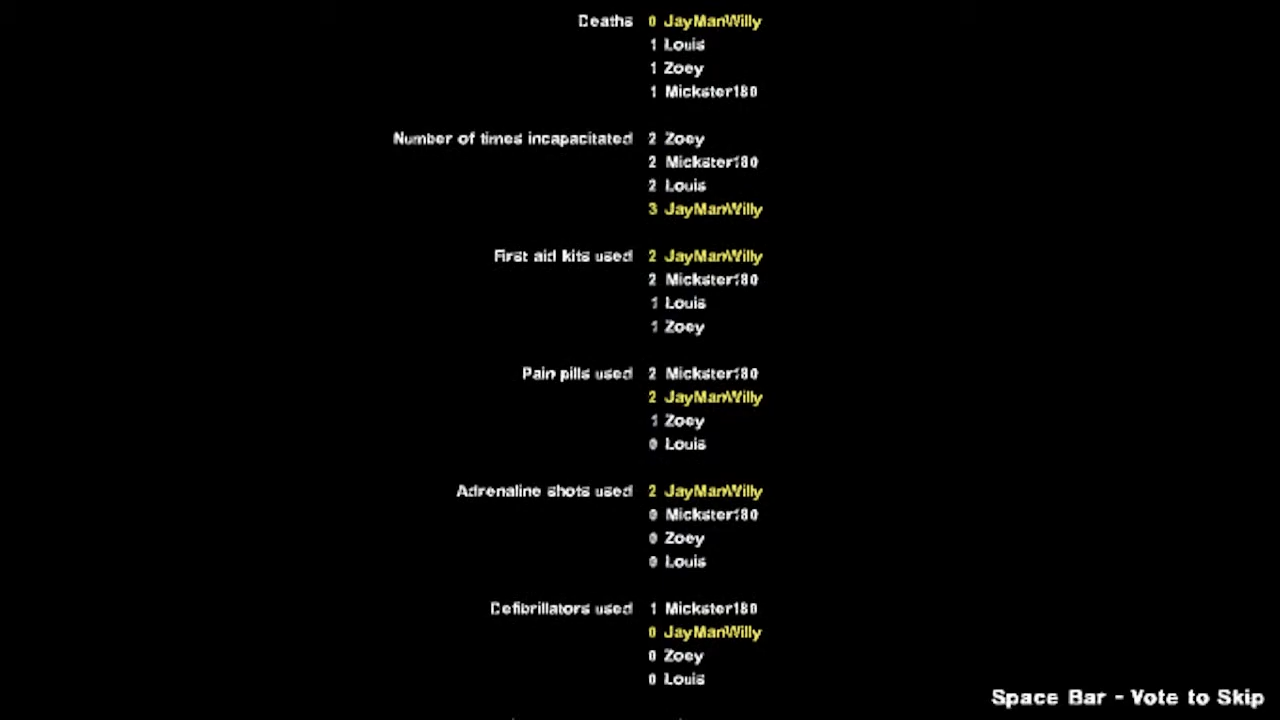 Deaths 0 JayManWilly
1 Louis
1 Zoey
1 Mickster180
Number of times incapacitated 2 Zoey
2 Mickster180
2 Louis
3 JayManWilly
First aid kits used 2 JayManWilly
2 Mickster180
1 Louis
1 Zoey
Pain pills used 2 Mickster180
2 JayManWilly
1 Zoey
0 Louis
Adrenaline shots used 2 JayManWilly
0 Mickster180
0 Zoey
0 Louis
Defibrillators used 1 Mickster180
0 JayManWilly
0 Zoey
0 Louis
Space Bar - Vote to Skip